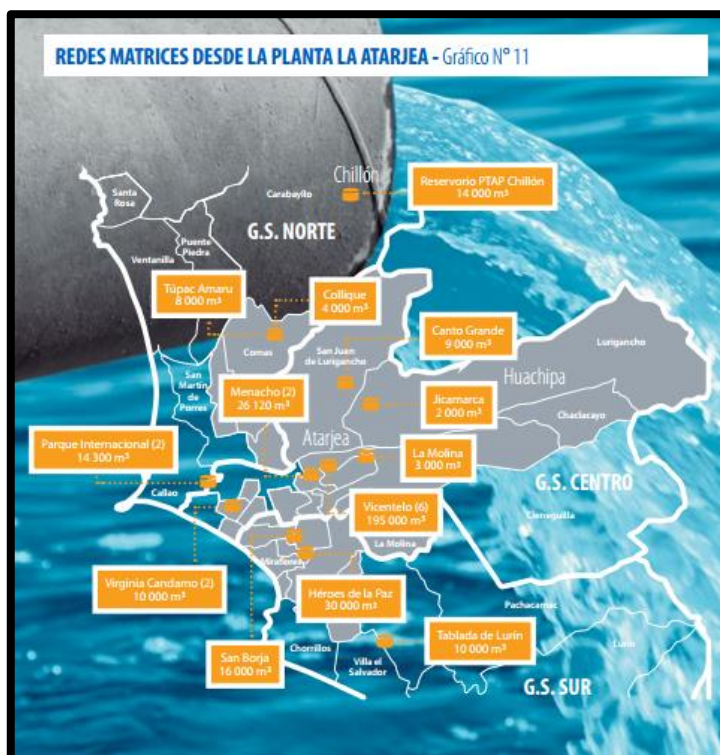 REDES MATRICES DESDE LA PLANTA LA ATARJEA - Gráfico N° 11
Chillón
Santa
Rosa
Carabayllo
Reservorio PTAP Chillón
14 000 m³
G.S. NORTE
Puente
Piedra
Ventanilla
Túpac Amaru
8 000 m³
Collique
4 000 m³
Canto Grande
9 000 m³
Lurigancho
Comas
San Juan
de Lurigancho
Huachipa
San
Martín
de
Porres
Menacho (2)
26 120 m³
Jicamarca
2 000 m³
Chaclacayo
Parque Internacional (2)
14 300 m³
Atarjea
La Molina
3 000 m³
Callao
G.S. CENTRO
Vicentelo (6)
195 000 m³
Cieneguilla
La Molina
Miraflores
Virginia Candamo (2)
10 000 m³
Héroes de la Paz
30 000 m³
Pachacamac
San Borja
16 000 m³
Chorrillos
Villa el
Salvador
Tablada de Lurín
10 000 m³
Lurín
G.S. SUR